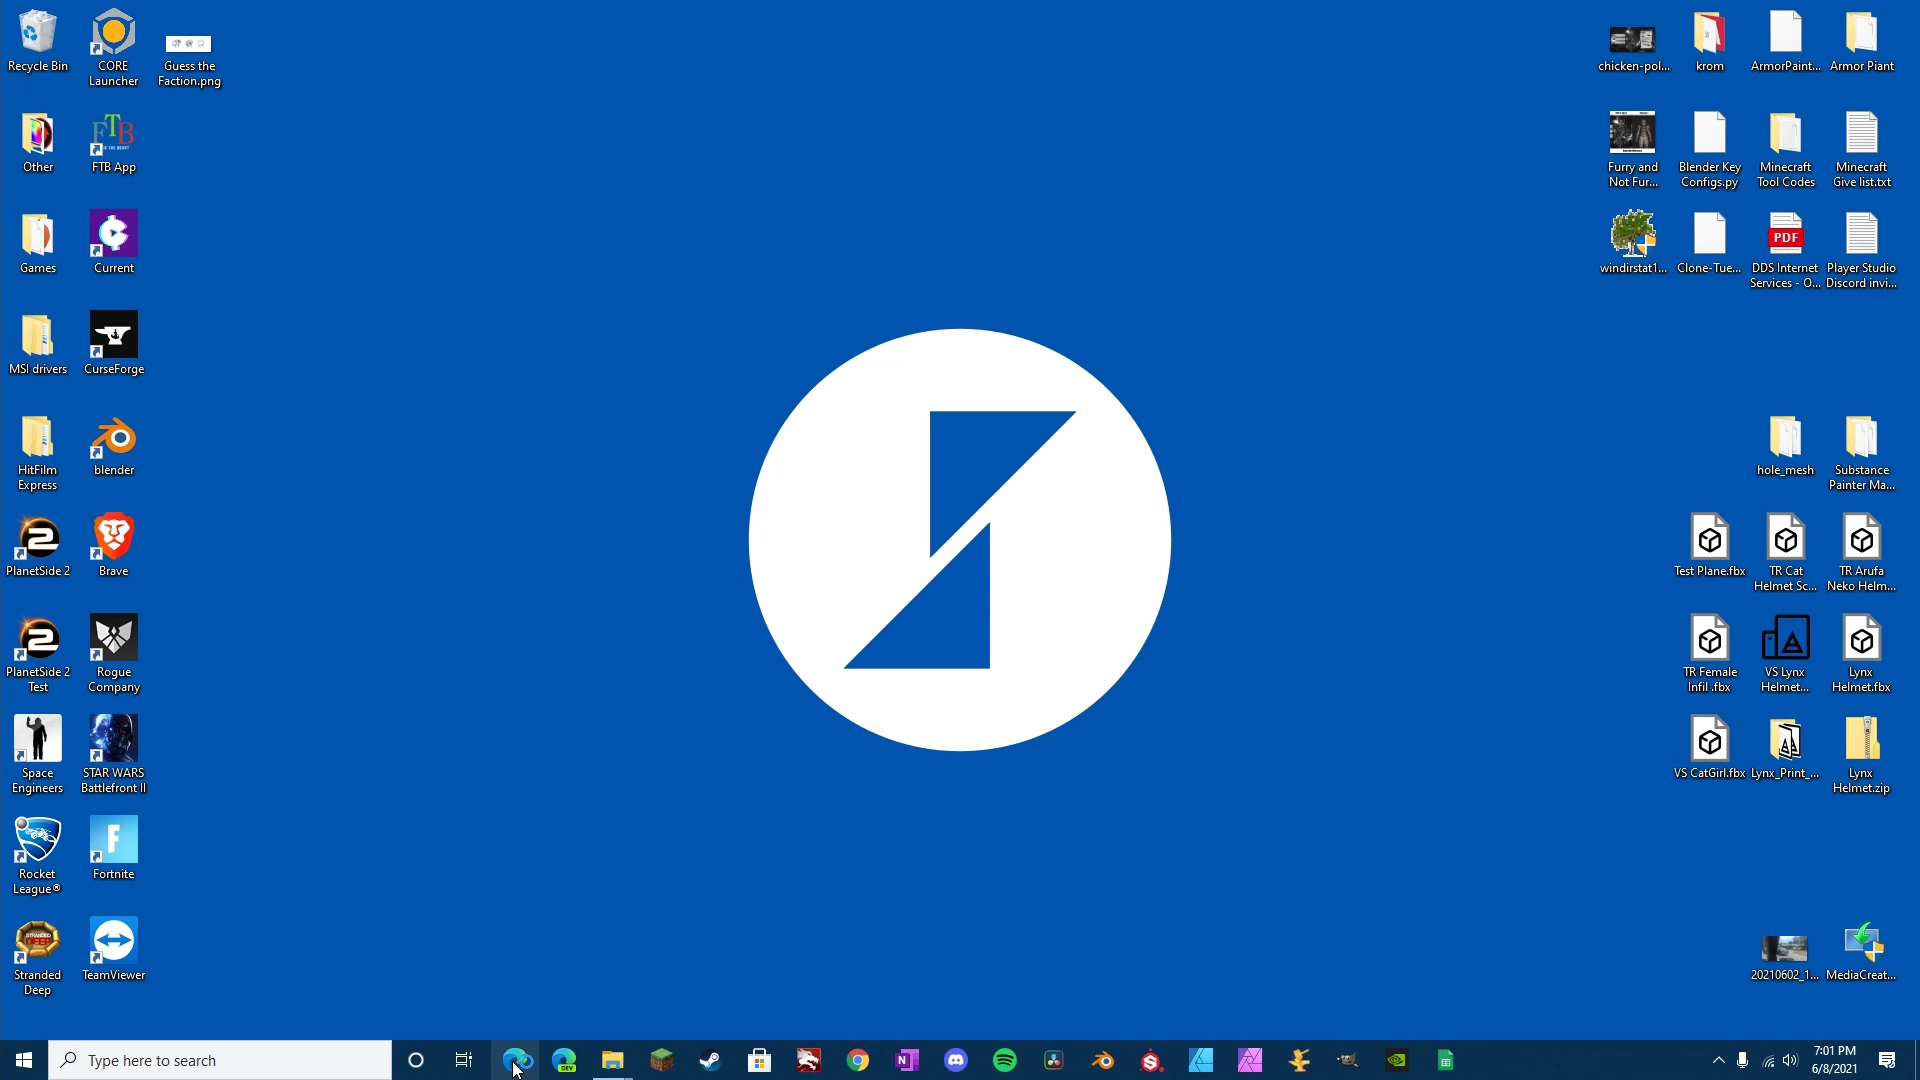 Recycle Bin
CORE
Launcher
Guess the
Faction.png
chicken-pol...
krom
ArmorPaint...
Armor Piant
Other
FTB
FTB App
Furry and
Not Fur...
Blender Key
Configs.py
Minecraft
Tool Codes
Minecraft
Give list.txt
Games
Current
windirstat1...
Clone-Tue...
PDF
DDS Internet
Services - O...
Player Studio
Discord invi...
MSI drivers
CurseForge
HitFilm
Express
blender
hole_mesh
Substance
Painter Ma...
PlanetSide 2
Brave
Test Plane.fbx
TR Cat
Helmet Sc...
TR Arufa
Neko Helm...
PlanetSide 2
Test
Rogue
Company
TR Female
Infil .fbx
VS Lynx
Helmet...
Lynx
Helmet.fbx
Space
Engineers
STAR WARS
Battlefront II
VS CatGirl.fbx
Lynx_Print_...
Lynx
Helmet.zip
Rocket
League®
Fortnite
Stranded
Deep
TeamViewer
20210602_1...
MediaCreat...
Type here to search
DEV
7:01 PM
6/8/2021